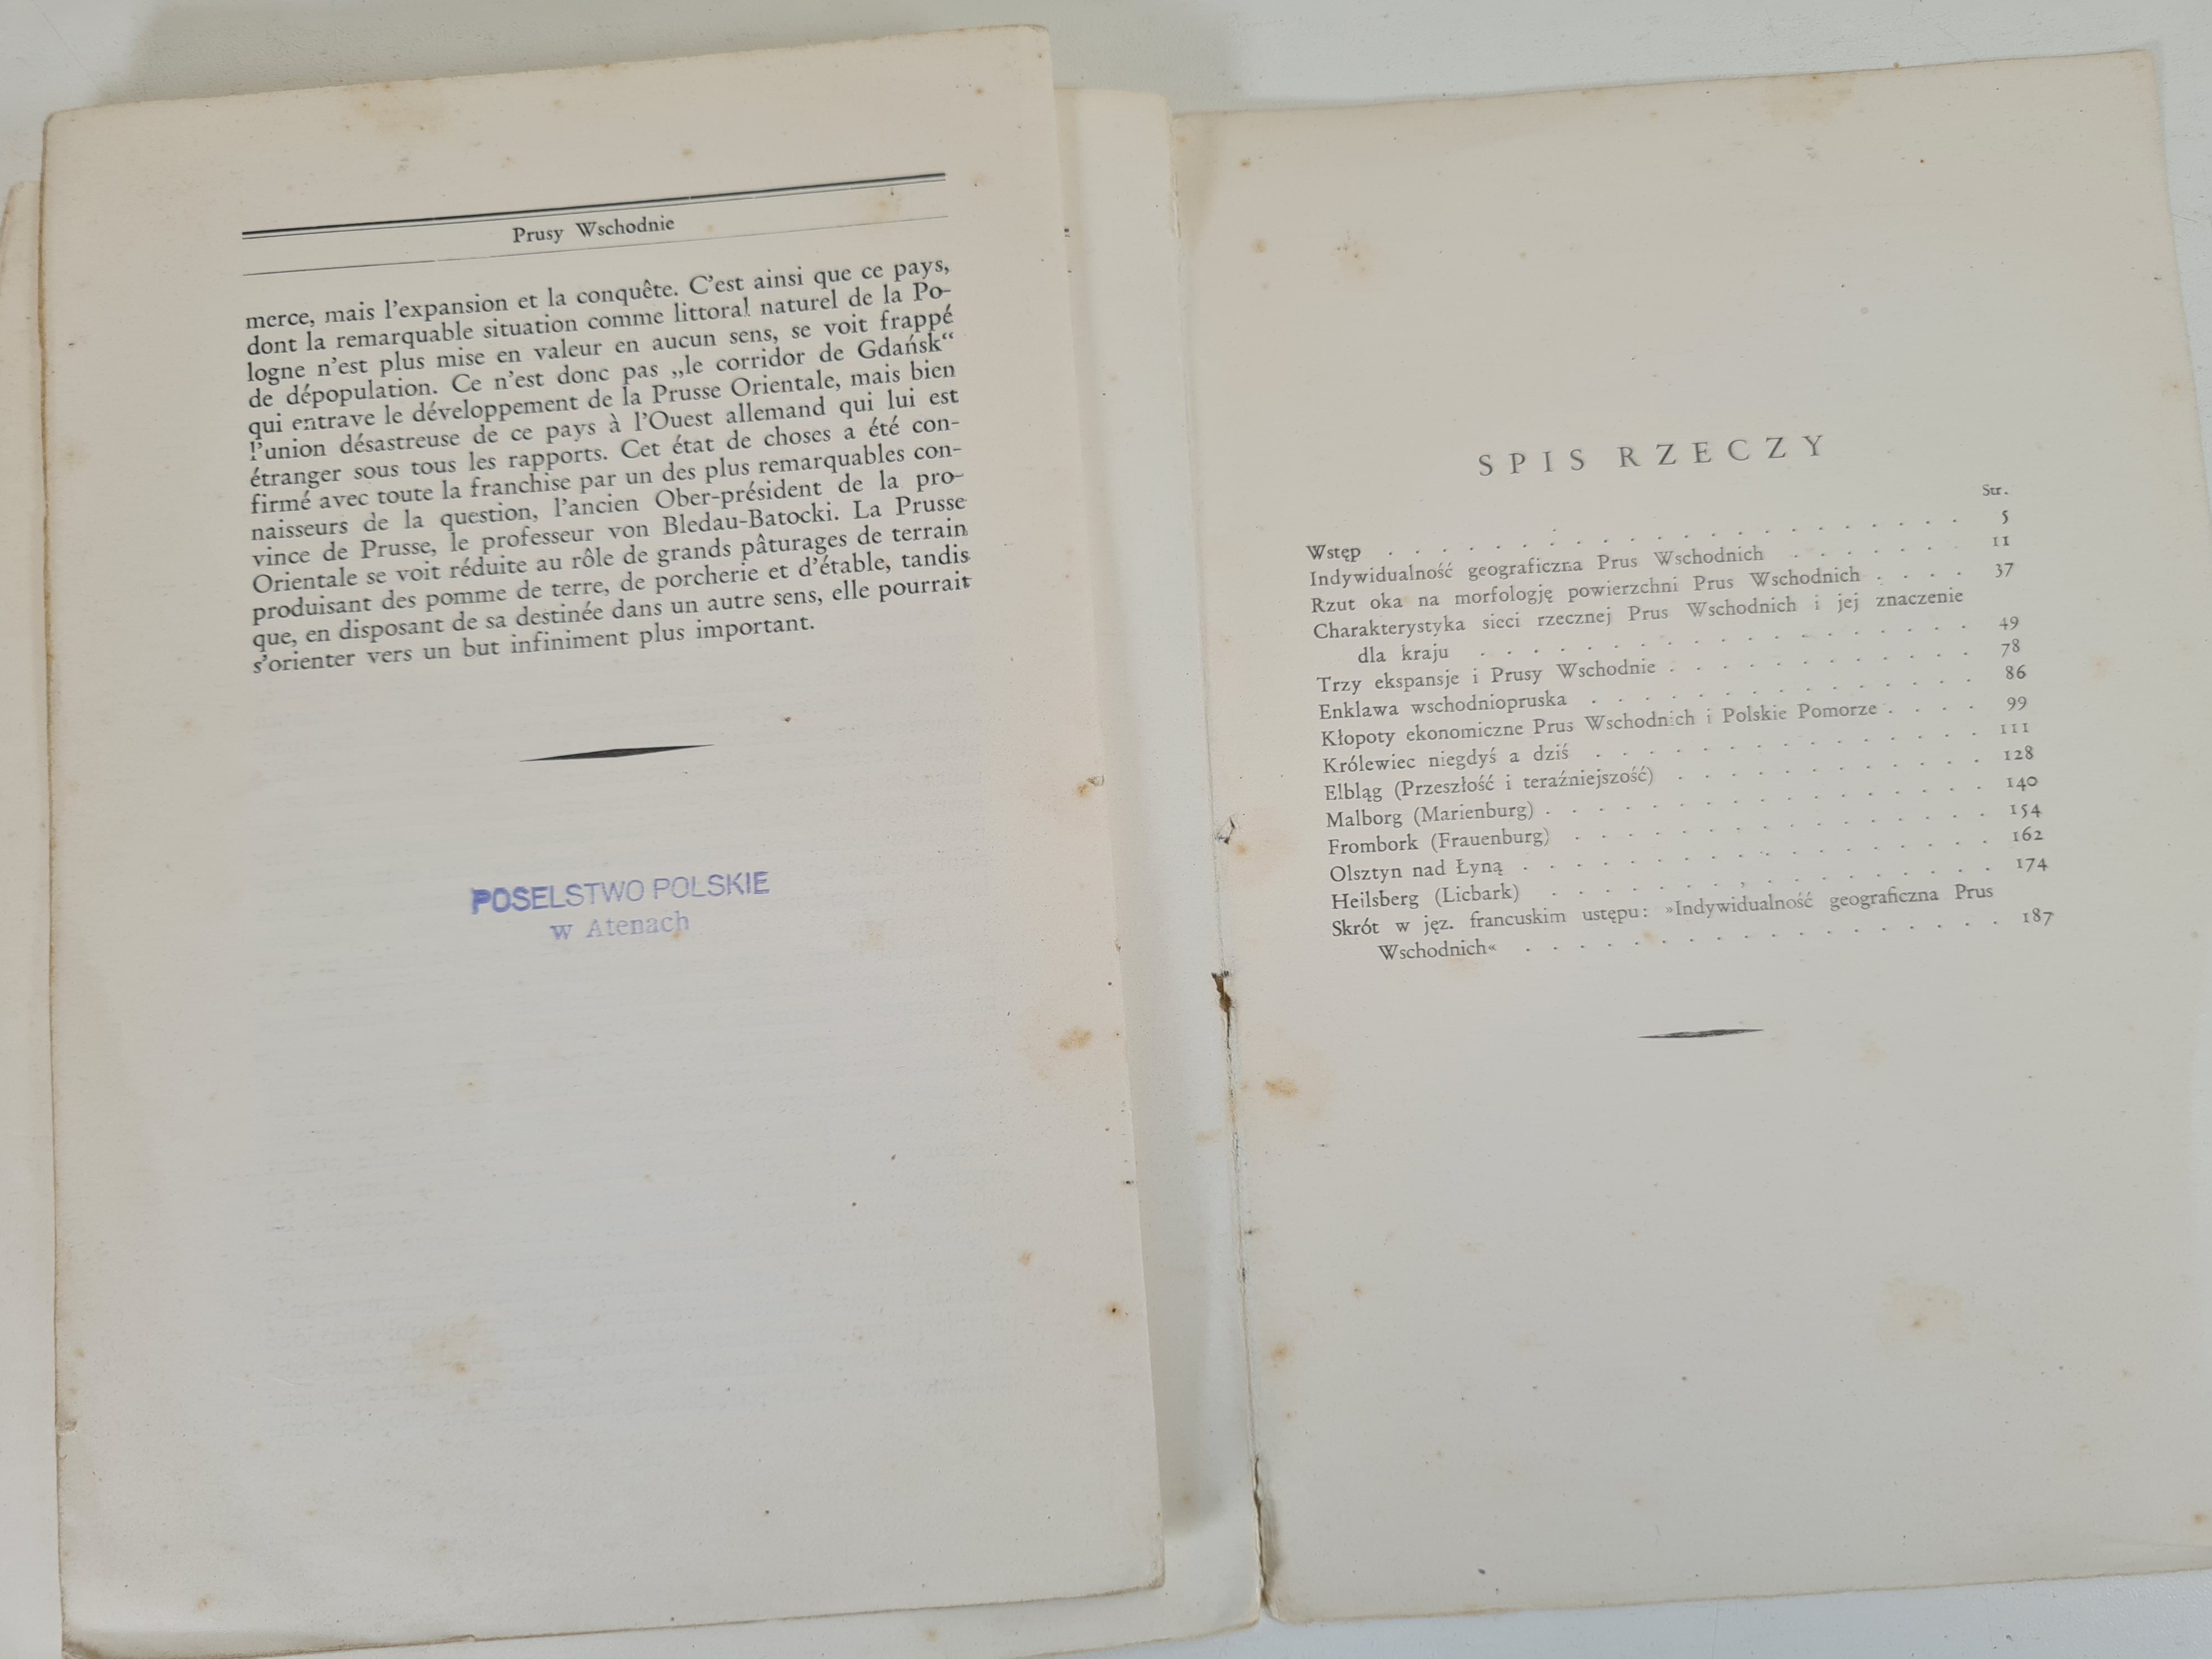 Prusy Wschodnie
merce, mais l'expansion et la conquête. C'est ainsi que ce pays,
dont la remarquable situation comme littoral naturel de la Po-
logne n'est plus mise en valeur en aucun sens, se voit frappé
de dépopulation. Ce n'est donc pas „le corridor de Gdańsk“
qui entrave le développement de la Prusse Orientale, mais bien
l'union désastreuse de ce pays à l'Ouest allemand qui lui est
étranger sous tous les rapports. Cet état de choses a été con-
firmé avec toute la franchise par un des plus remarquables con-
naisseurs de la question, l'ancien Ober-président de la pro-
vince de Prusse, le professeur von Bledau-Batocki. La Prusse
Orientale se voit réduite au rôle de grands pâturages de terrain
produisant des pomme de terre, de porcherie et d'étable, tandis
que, en disposant de sa destinée dans un autre sens, elle pourrait
s'orienter vers un but infiniment plus important.
POSELSTWO POLSKIE
w Atenach
SPIS RZECZY
Str.
Wstęp . . . . . . . . . . . . . . . . . . . . 5
Indywidualność geograficzna Prus Wschodnich . . . . . . 11
Rzut oka na morfologję powierzchni Prus Wschodnich . . . . 37
Charakterystyka sieci rzecznej Prus Wschodnich i jej znaczenie
dla kraju . . . . . . . . . . . . . . . . . . 49
Trzy ekspansje i Prusy Wschodnie . . . . . . . . . . . 78
Enklawa wschodniopruska . . . . . . . . . . . . . . 86
Kłopoty ekonomiczne Prus Wschodnich i Polskie Pomorze . . . . 99
Królewiec niegdyś a dziś . . . . . . . . . . . . . . 111
Elbląg (Przeszłość i teraźniejszość) . . . . . . . . . . . 128
Malborg (Marienburg) . . . . . . . . . . . . . . . 140
Frombork (Frauenburg) . . . . . . . . . . . . . . . 154
Olsztyn nad Łyną . . . . . . . . . . . . . . . . . 162
Heilsberg (Licbark) . . . . . . . . . . . . . . . . 174
Skrót w jęz. francuskim ustępu: »Indywidualność geograficzna Prus
Wschodnich« . . . . . . . . . . . . . . . . . 187